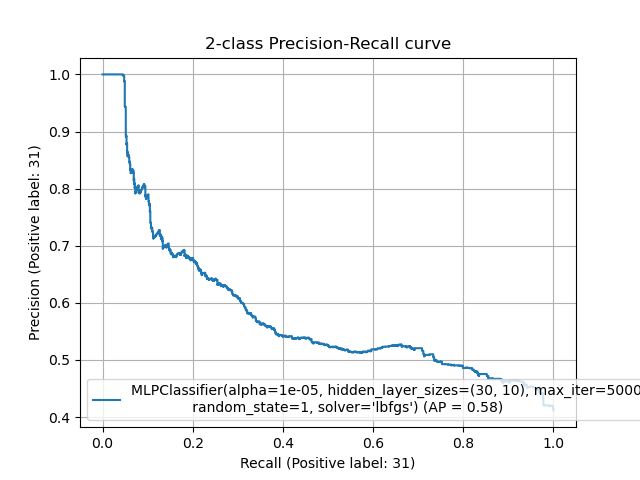 2-class Precision-Recall curve
Precision (Positive label: 31)
1.0
0.9
0.8
0.7
0.6
0.5
0.4
MLPClassifier(alpha=1e-05, hidden_layer_sizes=(30, 10), max_iter=5000
random_state=1, solver='lbfgs') (AP = 0.58)
0.0 0.2 0.4 0.6 0.8 1.0
Recall (Positive label: 31)